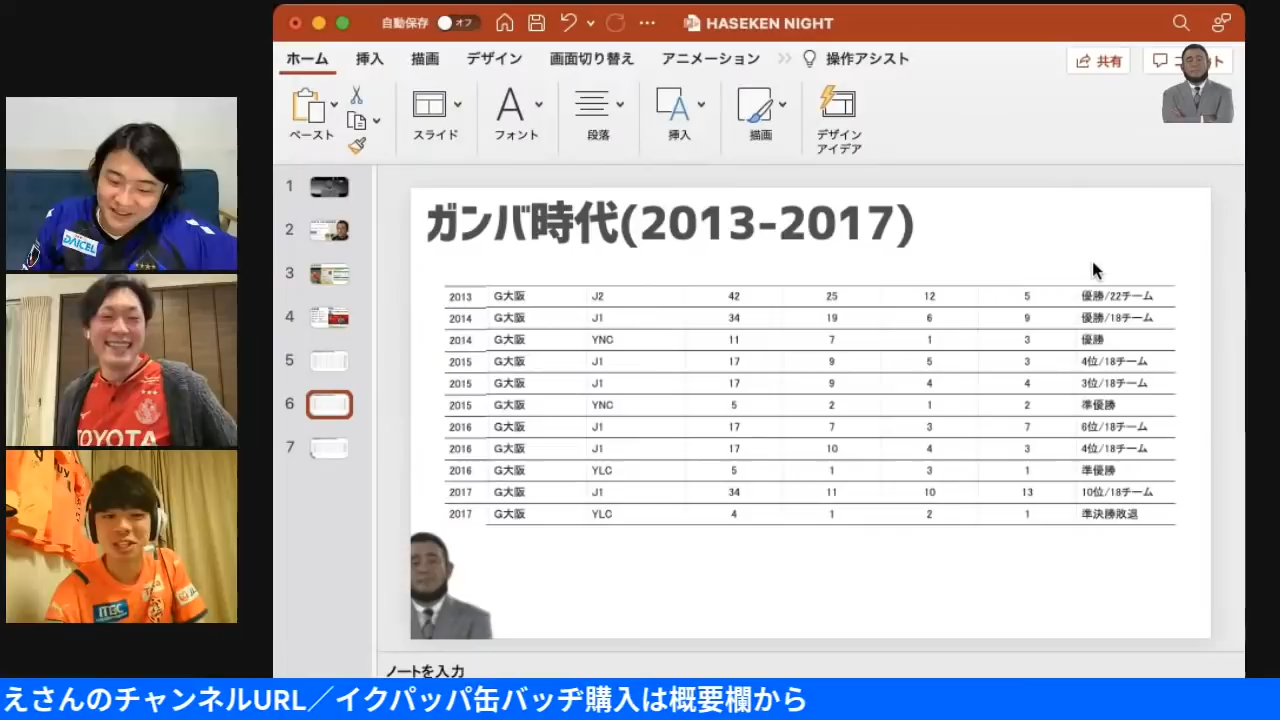 自動保存 オフ HASEKEN NIGHT
ホーム 挿入 描画 デザイン 画面切り替え アニメーション 操作アシスト 共有
ペースト スライド フォント 段落 挿入 描画 デザイン
アイデア
1
2
3
4
5
6
7
ガンバ時代(2013-2017)
2013 G大阪 J2 42 25 12 5 優勝/22チーム
2014 G大阪 J1 34 19 6 9 優勝/18チーム
2014 G大阪 YNC 11 7 1 3 優勝
2015 G大阪 J1 17 9 5 3 4位/18チーム
2015 G大阪 J1 17 9 4 4 3位/18チーム
2015 G大阪 YNC 5 2 1 2 準優勝
2016 G大阪 J1 17 7 3 7 6位/18チーム
2016 G大阪 J1 17 10 4 3 4位/18チーム
2016 G大阪 YLC 5 1 3 1 準優勝
2017 G大阪 J1 34 11 10 13 10位/18チーム
2017 G大阪 YLC 4 1 2 1 準決勝敗退
ノートを入力
DAICEL
TOYOTA
ITEC
えさんのチャンネルURL／イクパッパ缶バッヂ購入は概要欄から